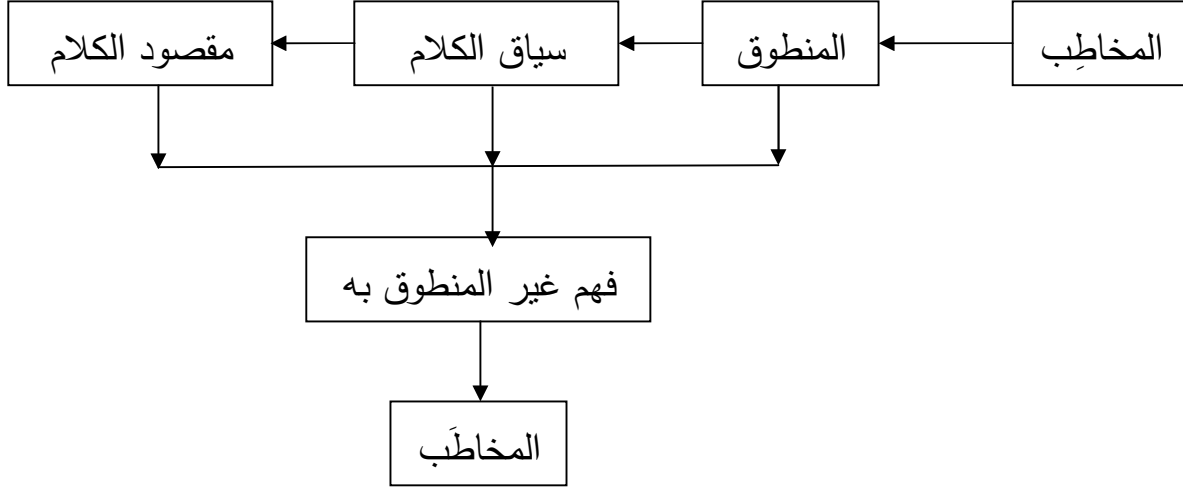 المخاطِب
المنطوق
سياق الكلام
مقصود الكلام
فهم غير المنطوق به
المخاطَب